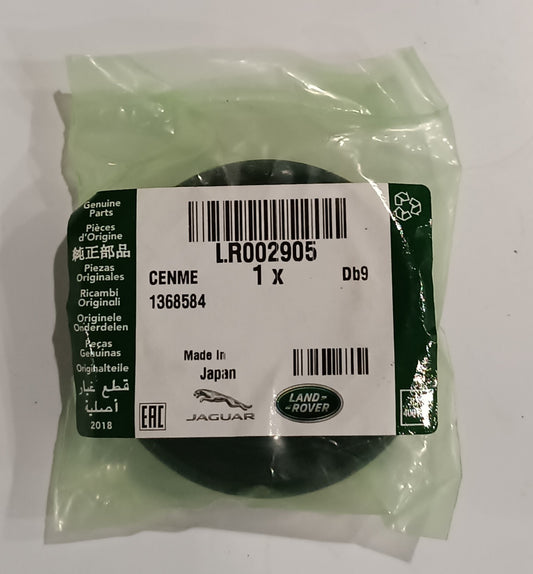 Genuine
Parts
Pièces
d'Origine
純正部品
Piezas
Originales
Ricambi
Originali
Originele
Onderdelen
Peças
Genuinas
Originalteile
قطع غيار
أصلية
2018
LR002905
CENME 1 x Db9
1368584
Made In
Japan
EAC
JAGUAR
LAND-
-ROVER